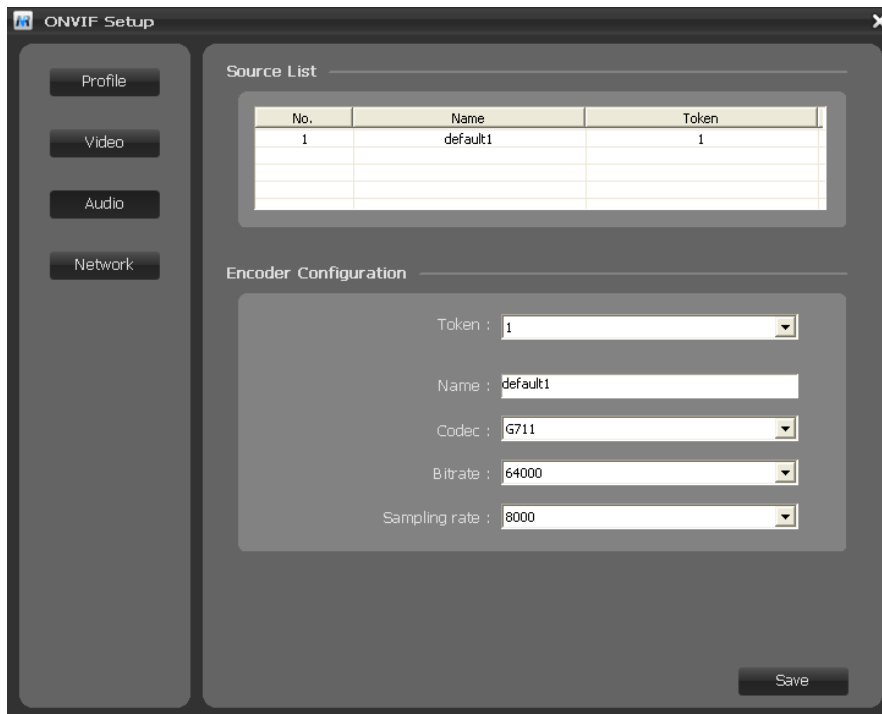 ONVIF Setup
Profile
Video
Audio
Network
Source List
No. Name Token
1 default1 1
Encoder Configuration
Token : 1
Name : default1
Codec : G711
Bitrate : 64000
Sampling rate : 8000
Save